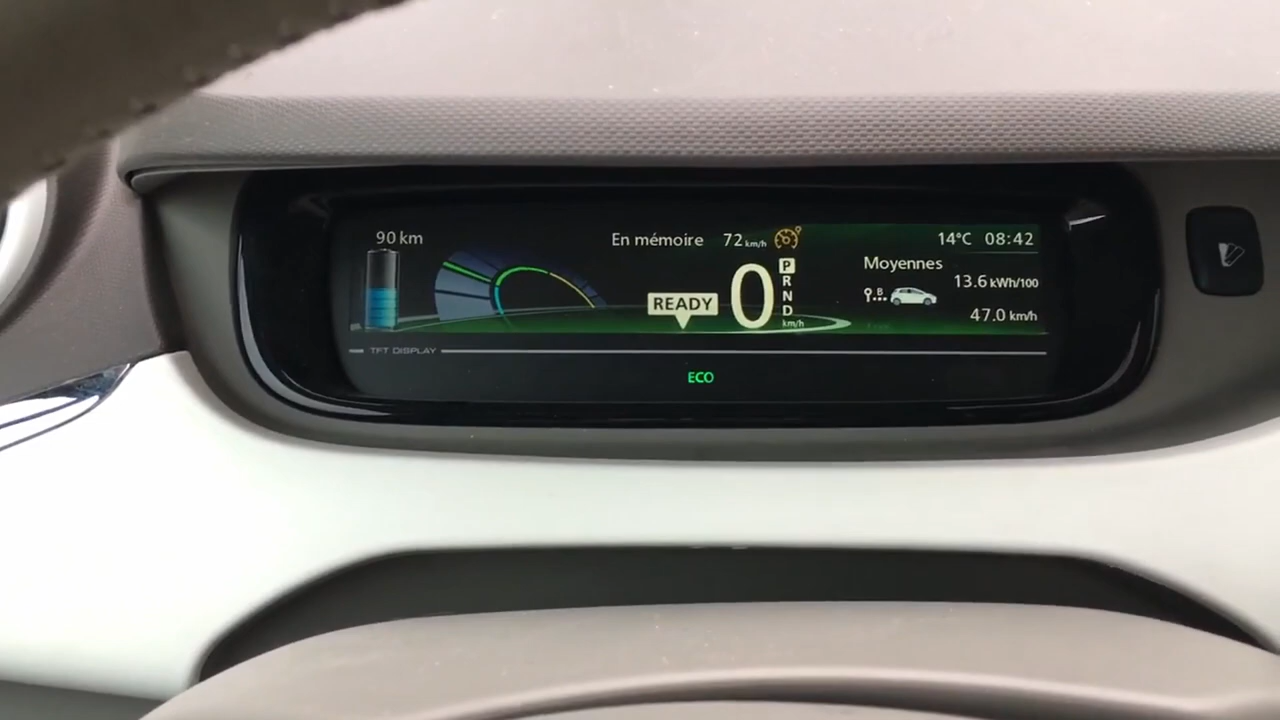 90 km
En mémoire 72 km/h
14°C 08:42
Moyennes
13.6 kWh/100
B
47.0 km/h
READY
0
km/h
P
R
N
D
TFT DISPLAY
ECO